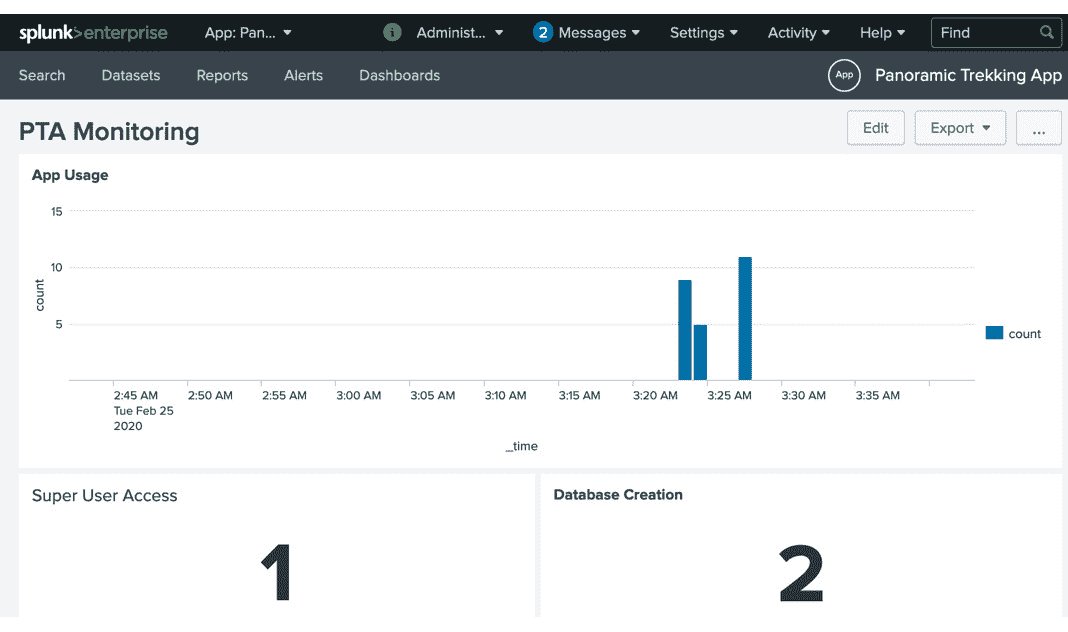 splunk>enterprise App: Pan... i Administ... 2 Messages Settings Activity Help Find
Search Datasets Reports Alerts Dashboards App Panoramic Trekking App
PTA Monitoring Edit Export ...
App Usage
15
10
5
count
count
2:45 AM 2:50 AM 2:55 AM 3:00 AM 3:05 AM 3:10 AM 3:15 AM 3:20 AM 3:25 AM 3:30 AM 3:35 AM
Tue Feb 25
2020
_time
Super User Access Database Creation
1 2